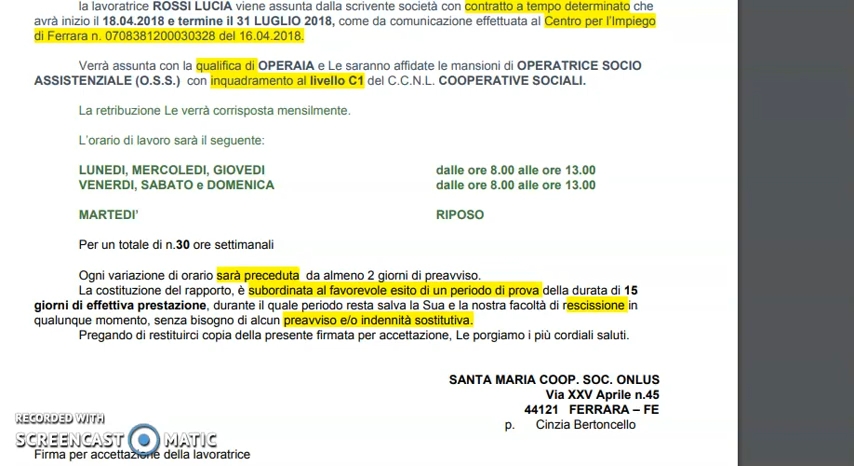 la lavoratrice ROSSI LUCIA viene assunta dalla scrivente società con contratto a tempo determinato che
avrà inizio il 18.04.2018 e termine il 31 LUGLIO 2018, come da comunicazione effettuata al Centro per l'Impiego
di Ferrara n. 0708381200030328 del 16.04.2018.
Verrà assunta con la qualifica di OPERAIA e Le saranno affidate le mansioni di OPERATRICE SOCIO
ASSISTENZIALE (O.S.S.) con inquadramento al livello C1 del C.C.N.L. COOPERATIVE SOCIALI.
La retribuzione Le verrà corrisposta mensilmente.
L'orario di lavoro sarà il seguente:
LUNEDI, MERCOLEDI, GIOVEDI dalle ore 8.00 alle ore 13.00
VENERDI, SABATO e DOMENICA dalle ore 8.00 alle ore 13.00
MARTEDI' RIPOSO
Per un totale di n.30 ore settimanali
Ogni variazione di orario sarà preceduta da almeno 2 giorni di preavviso.
La costituzione del rapporto, è subordinata al favorevole esito di un periodo di prova della durata di 15
giorni di effettiva prestazione, durante il quale periodo resta salva la Sua e la nostra facoltà di rescissione in
qualunque momento, senza bisogno di alcun preavviso e/o indennità sostitutiva.
Pregando di restituirci copia della presente firmata per accettazione, Le porgiamo i più cordiali saluti.
SANTA MARIA COOP. SOC. ONLUS
Via XXV Aprile n.45
44121 FERRARA – FE
p. Cinzia Bertoncello
RECORDED WITH
SCREENCAST MATIC
Firma per accettazione della lavoratrice